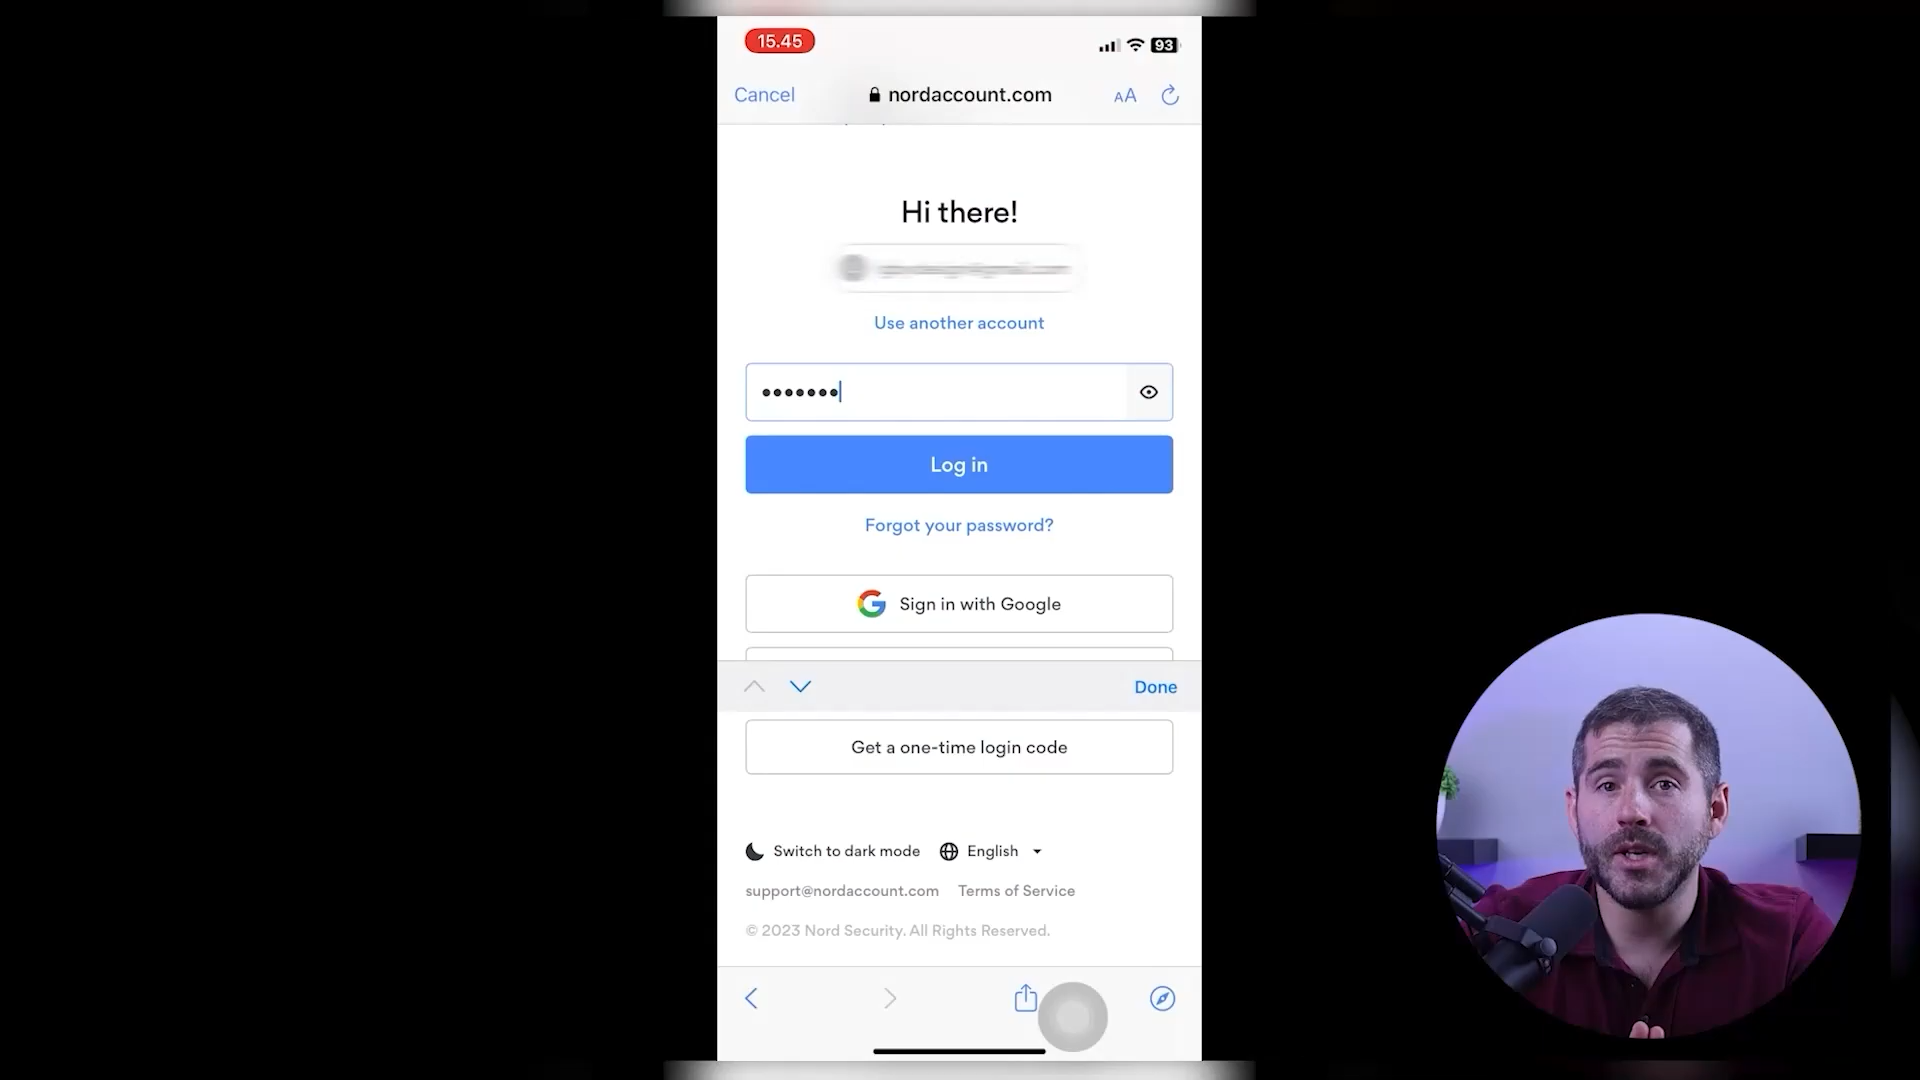 15.45
93
Cancel
nordaccount.com
AA
Hi there!
Use another account
Log in
Forgot your password?
Sign in with Google
Done
Get a one-time login code
Switch to dark mode
English
support@nordaccount.com
Terms of Service
© 2023 Nord Security. All Rights Reserved.